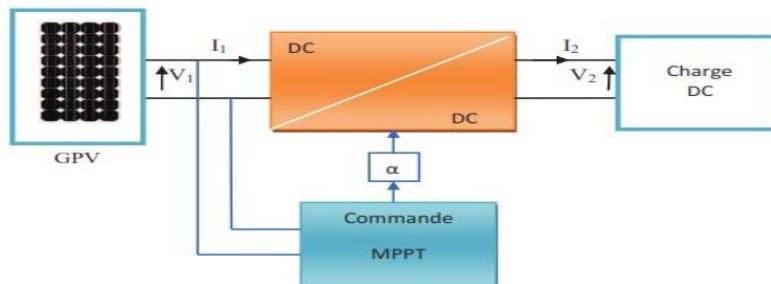 I₁
DC
I₂
V₁
V₂
Charge
DC
DC
GPV
α
Commande
MPPT